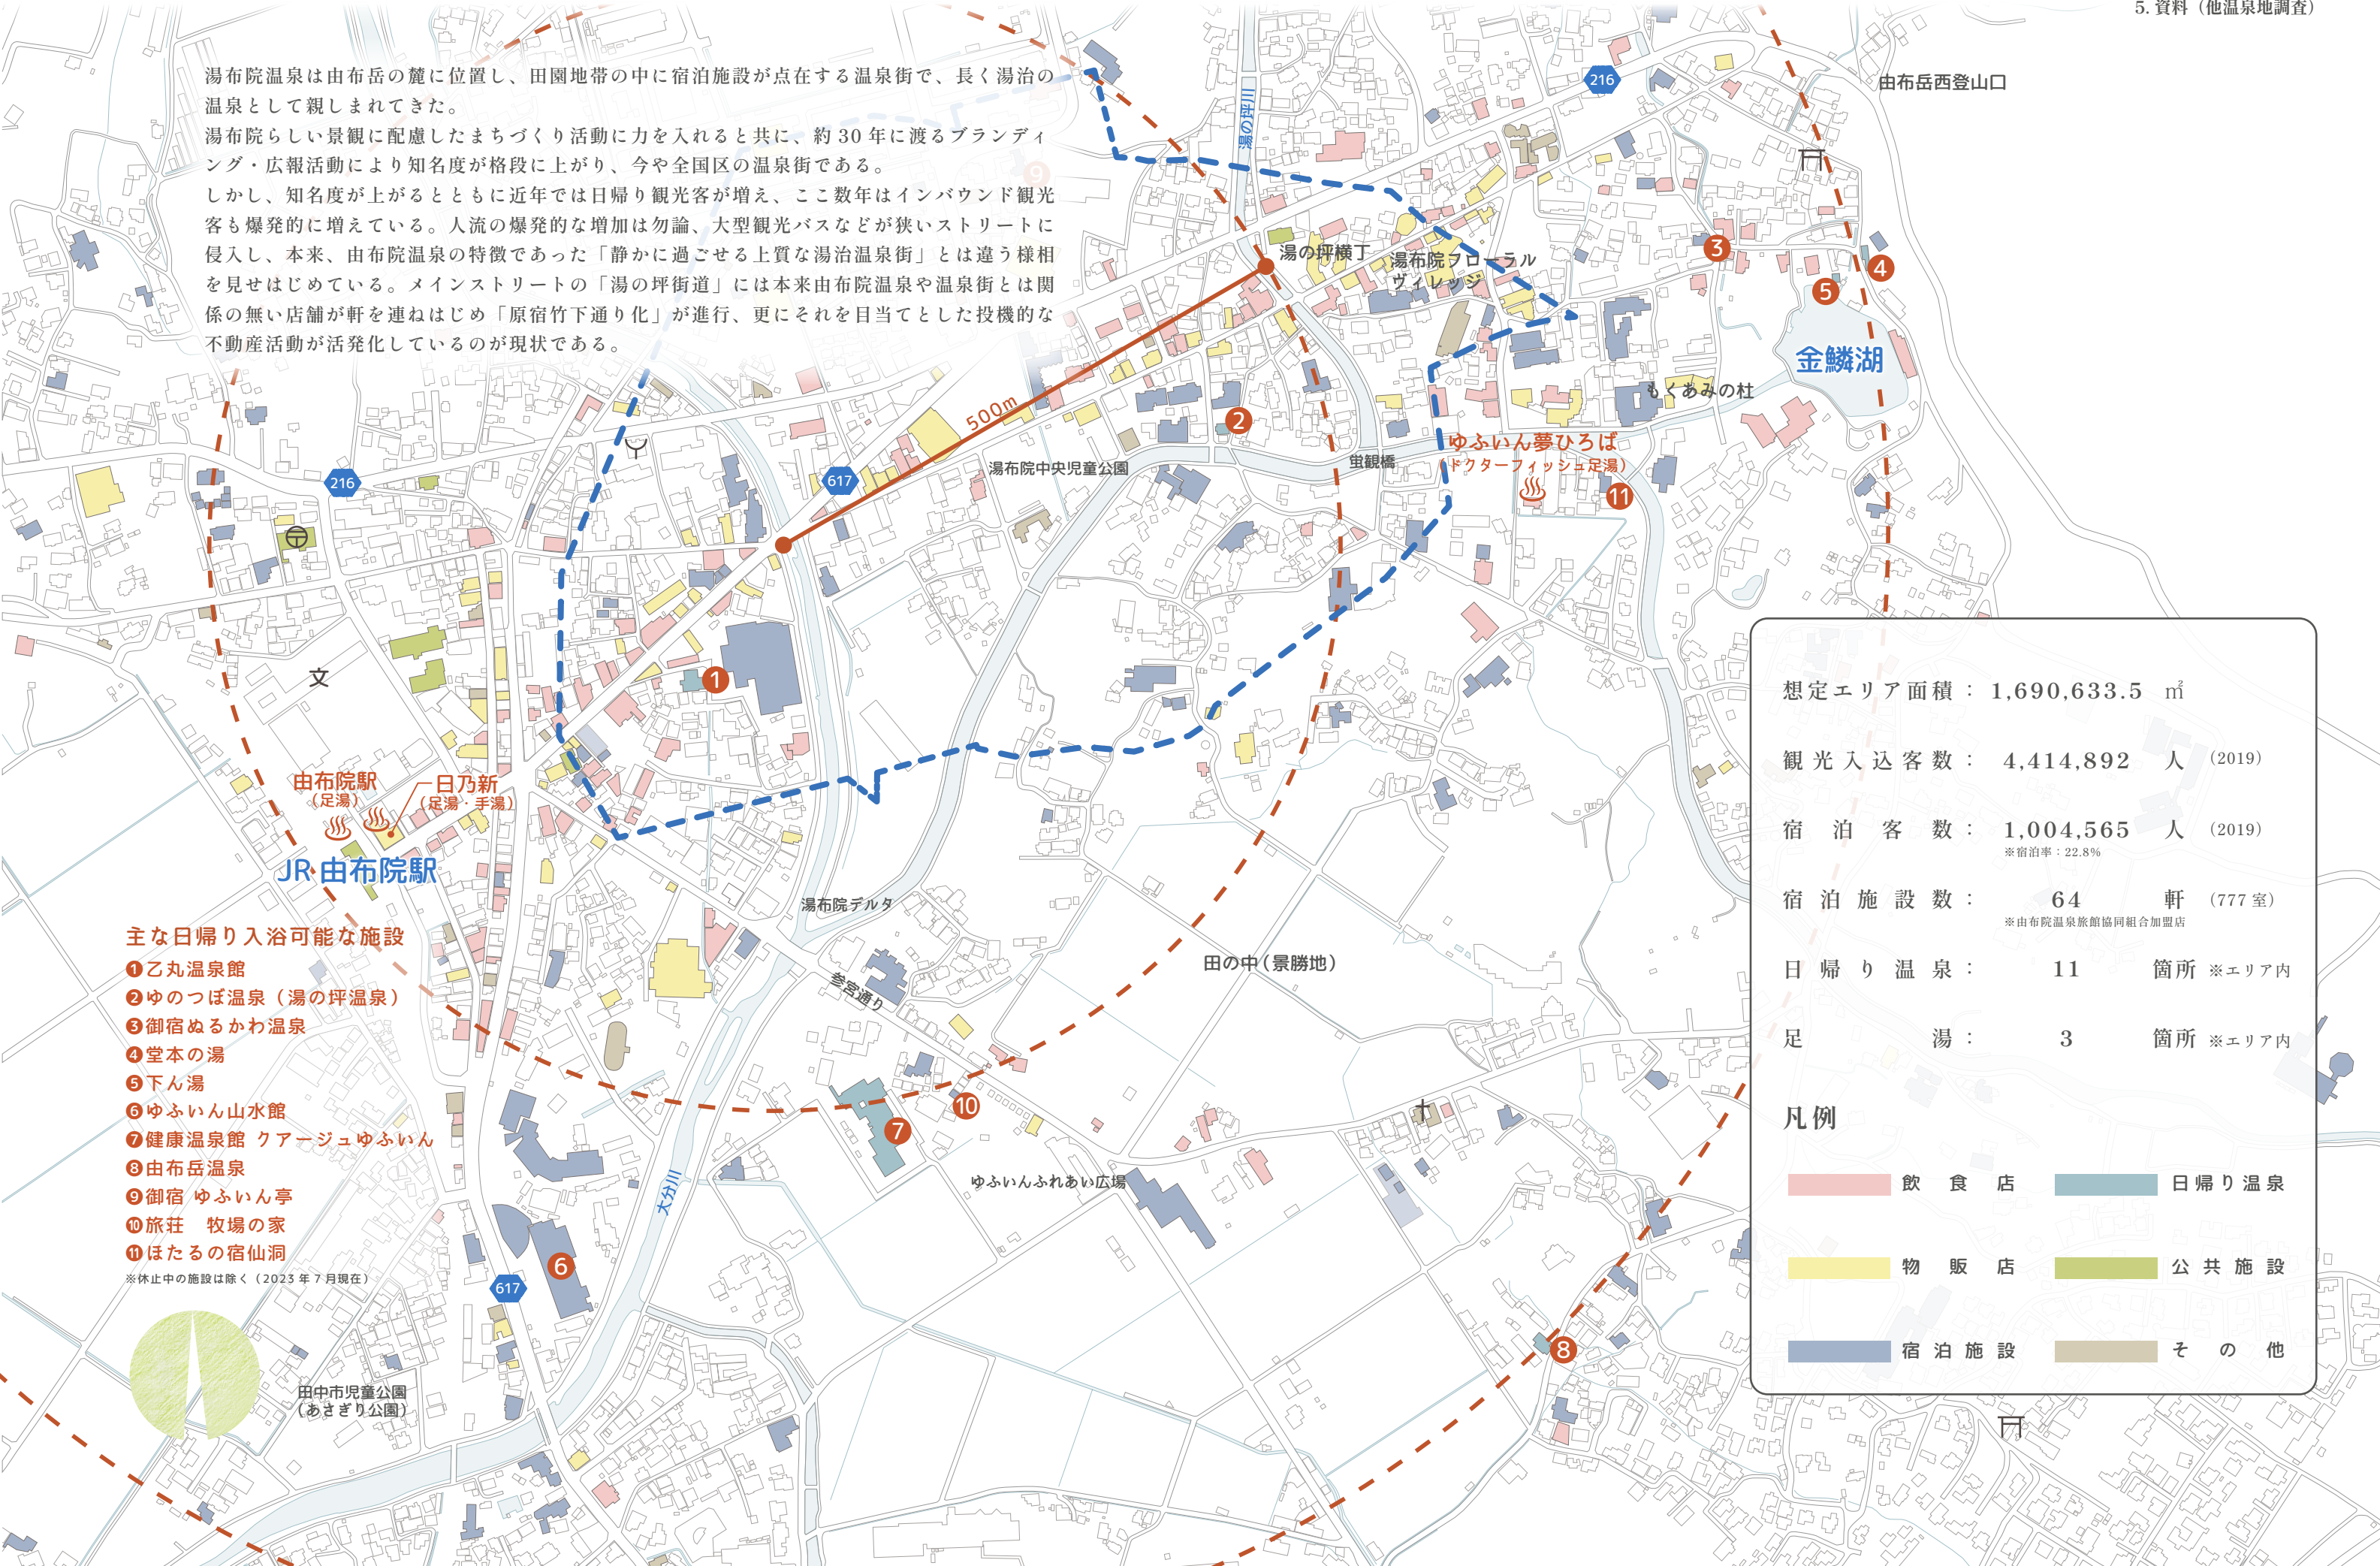 5. 資料（他温泉地調査）
湯布院温泉は由布岳の麓に位置し、田園地帯の中に宿泊施設が点在する温泉街で、長く湯治の
温泉として親しまれてきた。
湯布院らしい景観に配慮したまちづくり活動に力を入れると共に、約 30 年に渡るブランディ
ング・広報活動により知名度が格段に上がり、今や全国区の温泉街である。
しかし、知名度が上がるとともに近年では日帰り観光客が増え、ここ数年はインバウンド観光
客も爆発的に増えている。人流の爆発的な増加は勿論、大型観光バスなどが狭いストリートに
侵入し、本来、由布院温泉の特徴であった「静かに過ごせる上質な湯治温泉街」とは違う様相
を見せはじめている。メインストリートの「湯の坪街道」には本来由布院温泉や温泉街とは関
係の無い店舗が軒を連ねはじめ「原宿竹下通り化」が進行、更にそれを目当てとした投機的な
不動産活動が活発化しているのが現状である。
9
216
由布岳西登山口
湯の坪川
湯の坪横丁
湯布院フローラル
ヴィレッジ
3
4
5
金鱗湖
もくあみの杜
500m
2
ゆふいん夢ひろば
（ドクターフィッシュ足湯）
11
蛍観橋
湯布院中央児童公園
216
617
文
1
由布院駅
（足湯）
日乃新
（足湯・手湯）
JR 由布院駅
湯布院デルタ
参宮通り
田の中（景勝地）
主な日帰り入浴可能な施設
❶乙丸温泉館
❷ゆのつぼ温泉（湯の坪温泉）
❸御宿ぬるかわ温泉
❹堂本の湯
❺下ん湯
❻ゆふいん山水館
❼健康温泉館 クアージュゆふいん
❽由布岳温泉
❾御宿 ゆふいん亭
❿旅荘　牧場の家
⓫ほたるの宿仙洞
※休止中の施設は除く（2023 年 7 月現在）
10
7
ゆふいんふれあい広場
大分川
6
617
8
田中市児童公園
（あさぎり公園）
想定エリア面積： 1,690,633.5 ㎡
観光入込客数： 4,414,892 人 （2019）
宿泊客数： 1,004,565 人 （2019）
※宿泊率：22.8%
宿泊施設数： 64 軒 （777 室）
※由布院温泉旅館協同組合加盟店
日帰り温泉： 11 箇所 ※エリア内
足湯： 3 箇所 ※エリア内
凡例
飲食店 日帰り温泉
物販店 公共施設
宿泊施設 その他